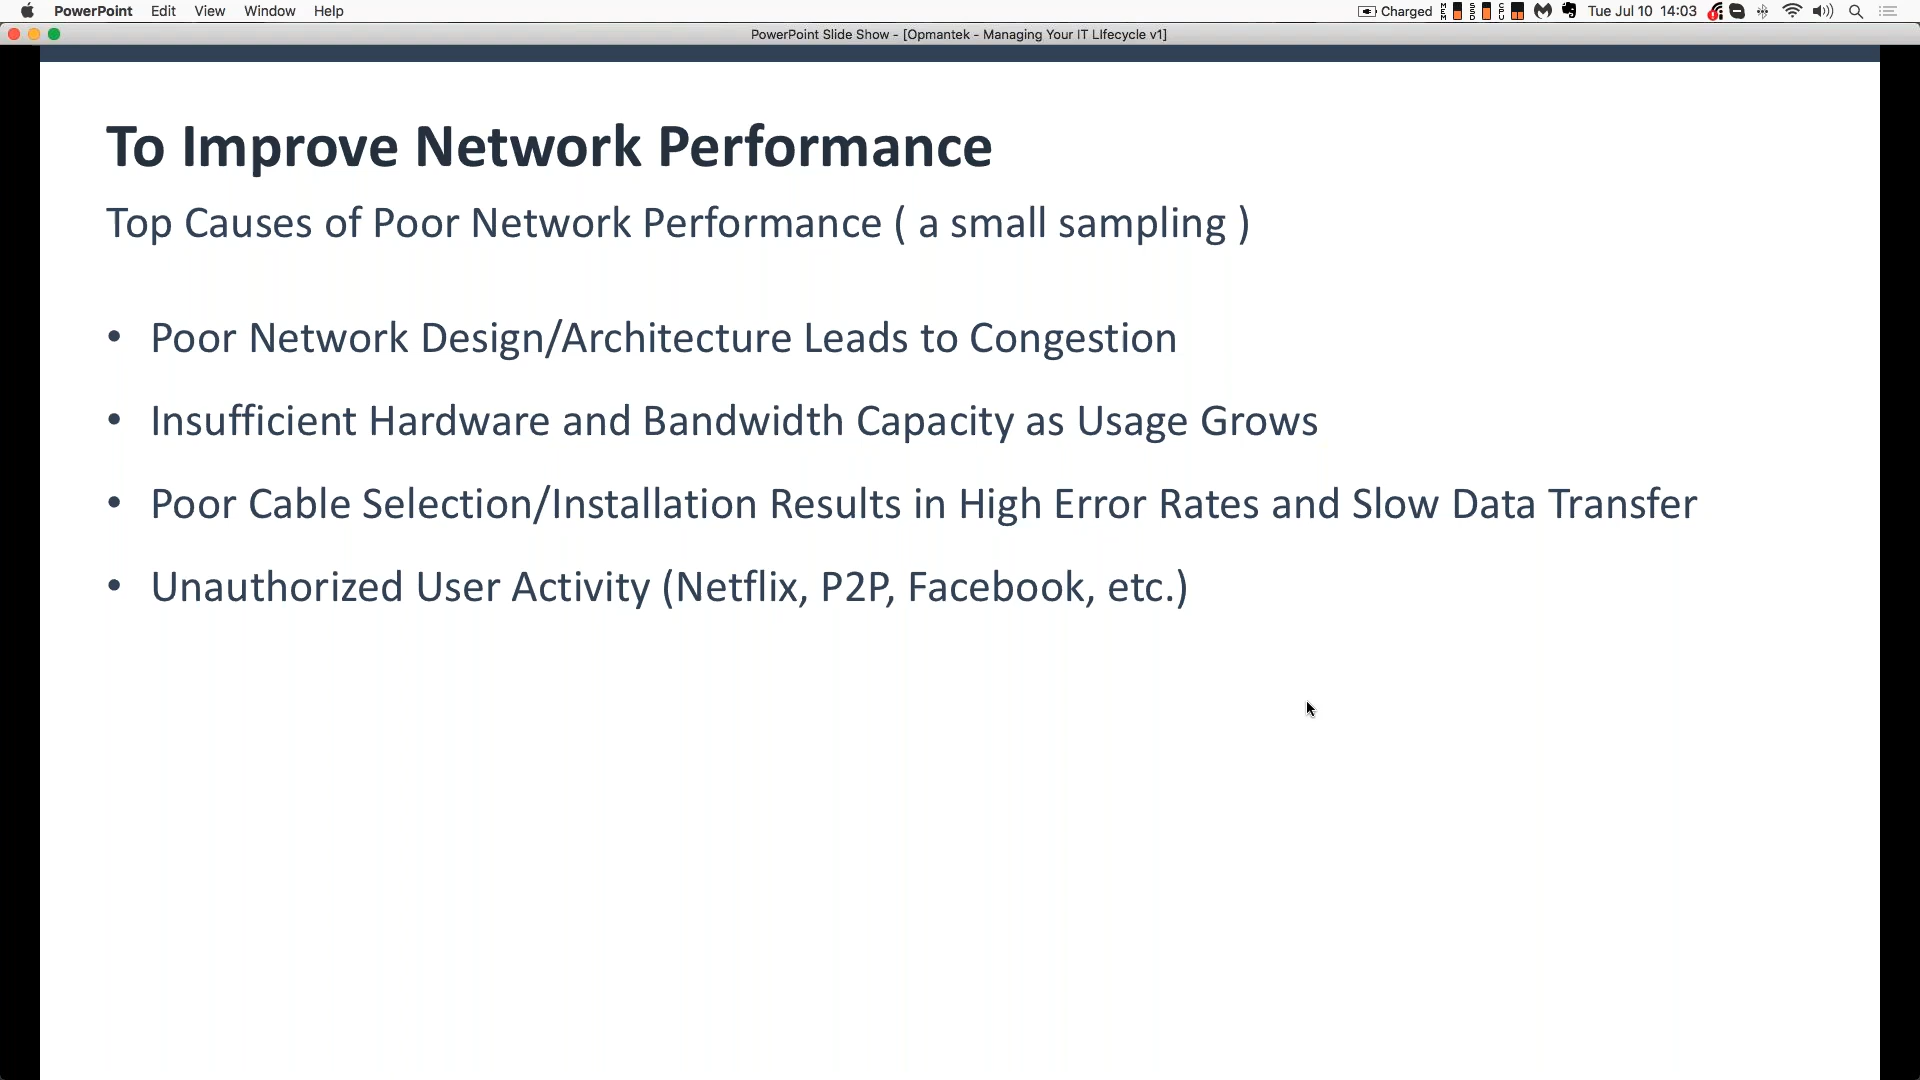 PowerPoint Edit View Window Help Charged MEM SSD CPU Tue Jul 10 14:03
PowerPoint Slide Show - [Opmantek - Managing Your IT LIfecycle v1]
To Improve Network Performance
Top Causes of Poor Network Performance ( a small sampling )
• Poor Network Design/Architecture Leads to Congestion
• Insufficient Hardware and Bandwidth Capacity as Usage Grows
• Poor Cable Selection/Installation Results in High Error Rates and Slow Data Transfer
• Unauthorized User Activity (Netflix, P2P, Facebook, etc.)